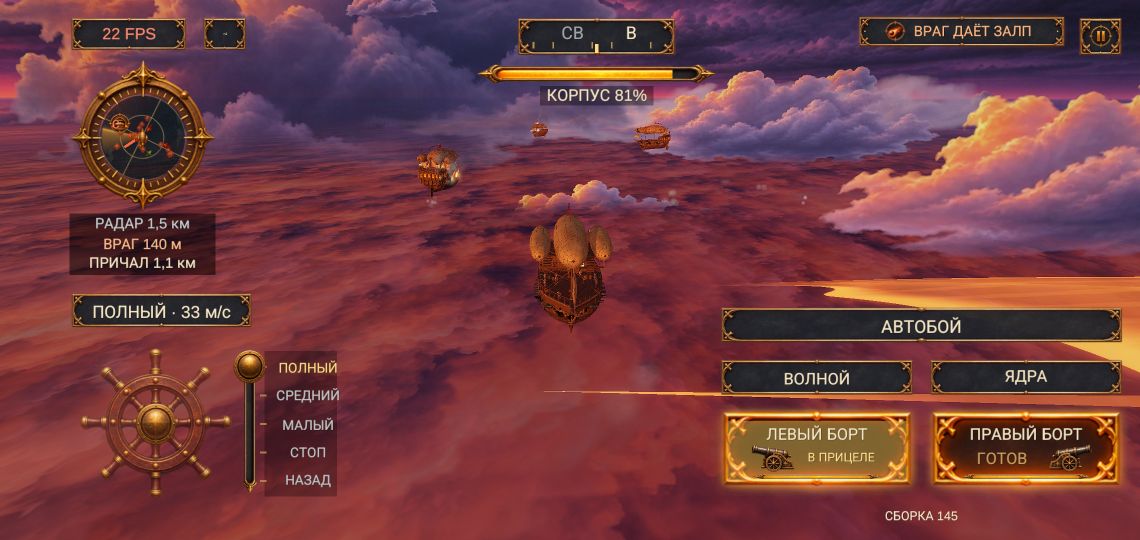 22 FPS
СВ В
ВРАГ ДАЁТ ЗАЛП
КОРПУС 81%
РАДАР 1,5 км
ВРАГ 140 м
ПРИЧАЛ 1,1 км
ПОЛНЫЙ · 33 м/с
ПОЛНЫЙ
СРЕДНИЙ
МАЛЫЙ
СТОП
НАЗАД
АВТОБОЙ
ВОЛНОЙ
ЯДРА
ЛЕВЫЙ БОРТ
В ПРИЦЕЛЕ
ПРАВЫЙ БОРТ
ГОТОВ
СБОРКА 145